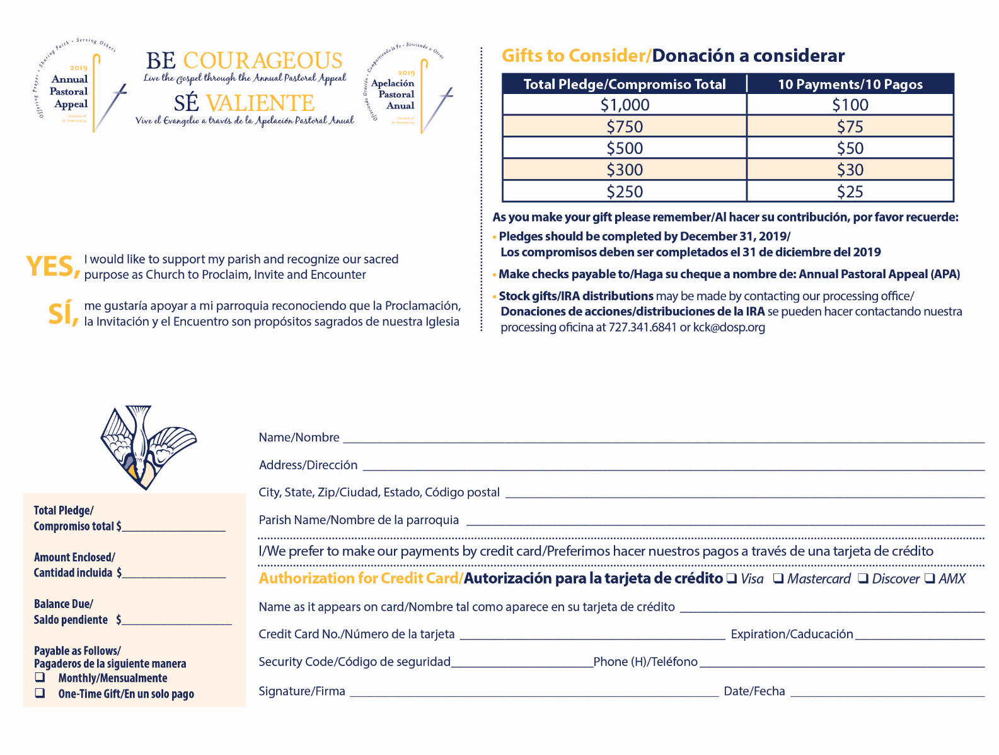 Offering Prayer • Sharing Faith • Serving Others
2019
Annual
Pastoral
Appeal
Diocese of
St. Petersburg
BE COURAGEOUS
Live the Gospel through the Annual Pastoral Appeal
SÉ VALIENTE
Vive el Evangelio a través de la Apelación Pastoral Anual
Ofreciendo Oración • Compartiendo la Fe • Sirviendo a Otros
2019
Apelación
Pastoral
Anual
Diocese of
St. Petersburg
YES, I would like to support my parish and recognize our sacred
purpose as Church to Proclaim, Invite and Encounter
SÍ, me gustaría apoyar a mi parroquia reconociendo que la Proclamación,
la Invitación y el Encuentro son propósitos sagrados de nuestra Iglesia
Gifts to Consider/Donación a considerar
Total Pledge/Compromiso Total | 10 Payments/10 Pagos
$1,000 $100
$750 $75
$500 $50
$300 $30
$250 $25
As you make your gift please remember/Al hacer su contribución, por favor recuerde:
• Pledges should be completed by December 31, 2019/
Los compromisos deben ser completados el 31 de diciembre del 2019
• Make checks payable to/Haga su cheque a nombre de: Annual Pastoral Appeal (APA)
• Stock gifts/IRA distributions may be made by contacting our processing office/
Donaciones de acciones/distribuciones de la IRA se pueden hacer contactando nuestra
processing oficina at 727.341.6841 or kck@dosp.org
Total Pledge/
Compromiso total $
Amount Enclosed/
Cantidad incluida $
Balance Due/
Saldo pendiente $
Payable as Follows/
Pagaderos de la siguiente manera
❑ Monthly/Mensualmente
❑ One-Time Gift/En un solo pago
Name/Nombre
Address/Dirección
City, State, Zip/Ciudad, Estado, Código postal
Parish Name/Nombre de la parroquia
I/We prefer to make our payments by credit card/Preferimos hacer nuestros pagos a través de una tarjeta de crédito
Authorization for Credit Card/Autorización para la tarjeta de crédito ❑ Visa ❑ Mastercard ❑ Discover ❑ AMX
Name as it appears on card/Nombre tal como aparece en su tarjeta de crédito
Credit Card No./Número de la tarjeta Expiration/Caducación
Security Code/Código de seguridad Phone (H)/Teléfono
Signature/Firma Date/Fecha